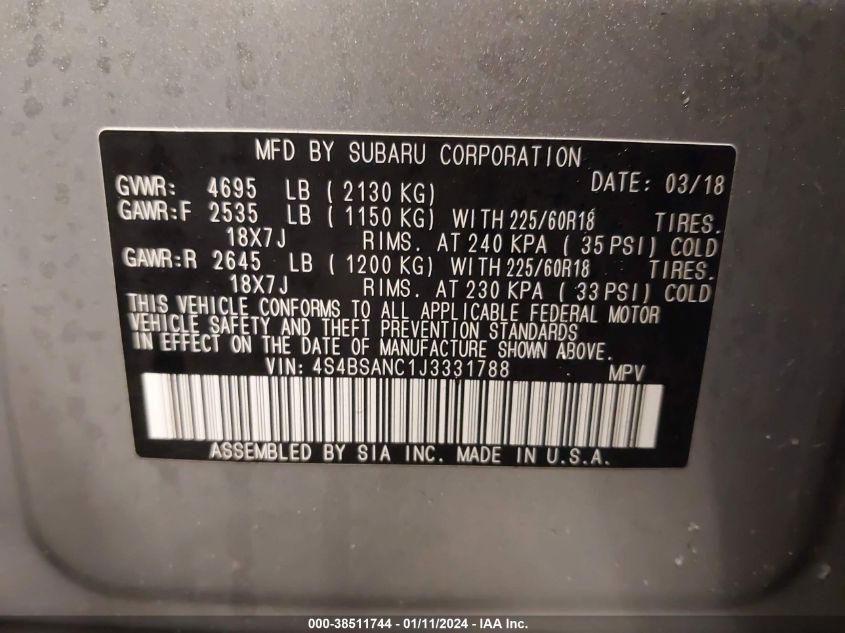 MFD BY SUBARU CORPORATION
GVWR: 4695 LB ( 2130 KG) DATE: 03/18
GAWR:F 2535 LB ( 1150 KG) WITH 225/60R18 TIRES.
18X7J RIMS. AT 240 KPA ( 35 PSI) COLD
GAWR:R 2645 LB ( 1200 KG) WITH 225/60R18 TIRES.
18X7J RIMS. AT 230 KPA ( 33 PSI) COLD
THIS VEHICLE CONFORMS TO ALL APPLICABLE FEDERAL MOTOR
VEHICLE SAFETY AND THEFT PREVENTION STANDARDS
IN EFFECT ON THE DATE OF MANUFACTURE SHOWN ABOVE.
VIN: 4S4BSANC1J3331788 MPV
ASSEMBLED BY SIA INC. MADE IN U.S.A.
000-38511744 - 01/11/2024 - IAA Inc.